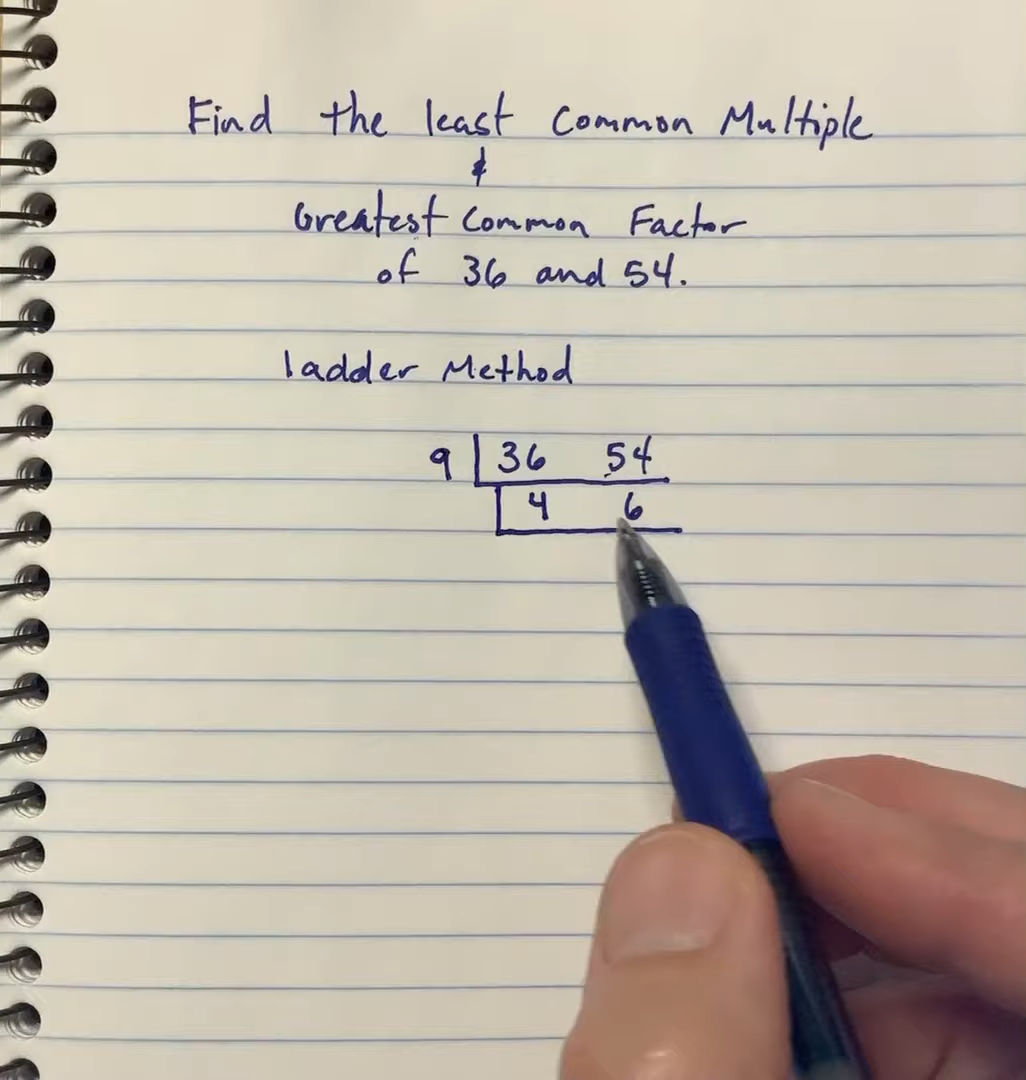 Find the least Common Multiple
&
Greatest Common Factor
of 36 and 54.
ladder Method
9 36 54
4 6